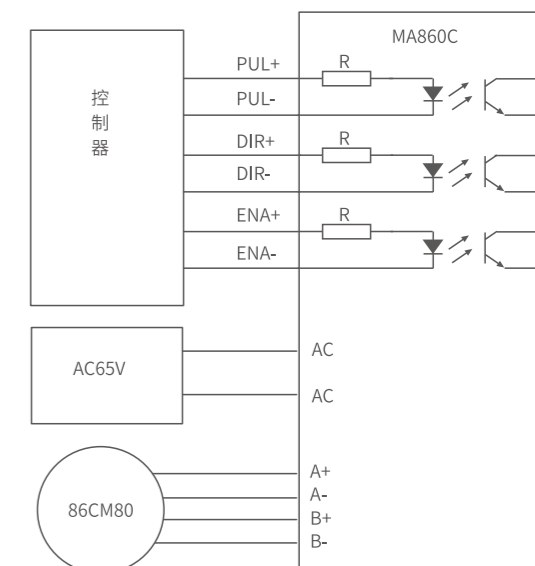 MA860C
PUL+
R
PUL-
控
制
器
DIR+
R
DIR-
ENA+
R
ENA-
AC65V
AC
AC
86CM80
A+
A-
B+
B-